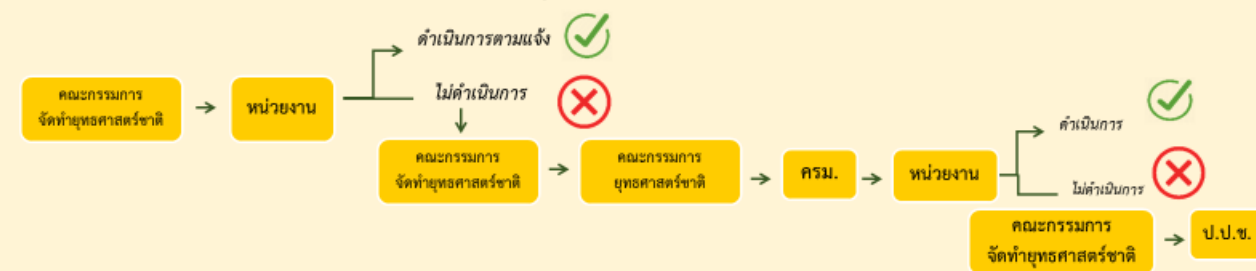 คณะกรรมการ
จัดทำยุทธศาสตร์ชาติ
หน่วยงาน
ดำเนินการตามแจ้ง
ไม่ดำเนินการ
คณะกรรมการ
จัดทำยุทธศาสตร์ชาติ
คณะกรรมการ
ยุทธศาสตร์ชาติ
ครม.
หน่วยงาน
ดำเนินการ
ไม่ดำเนินการ
คณะกรรมการ
จัดทำยุทธศาสตร์ชาติ
ป.ป.ช.